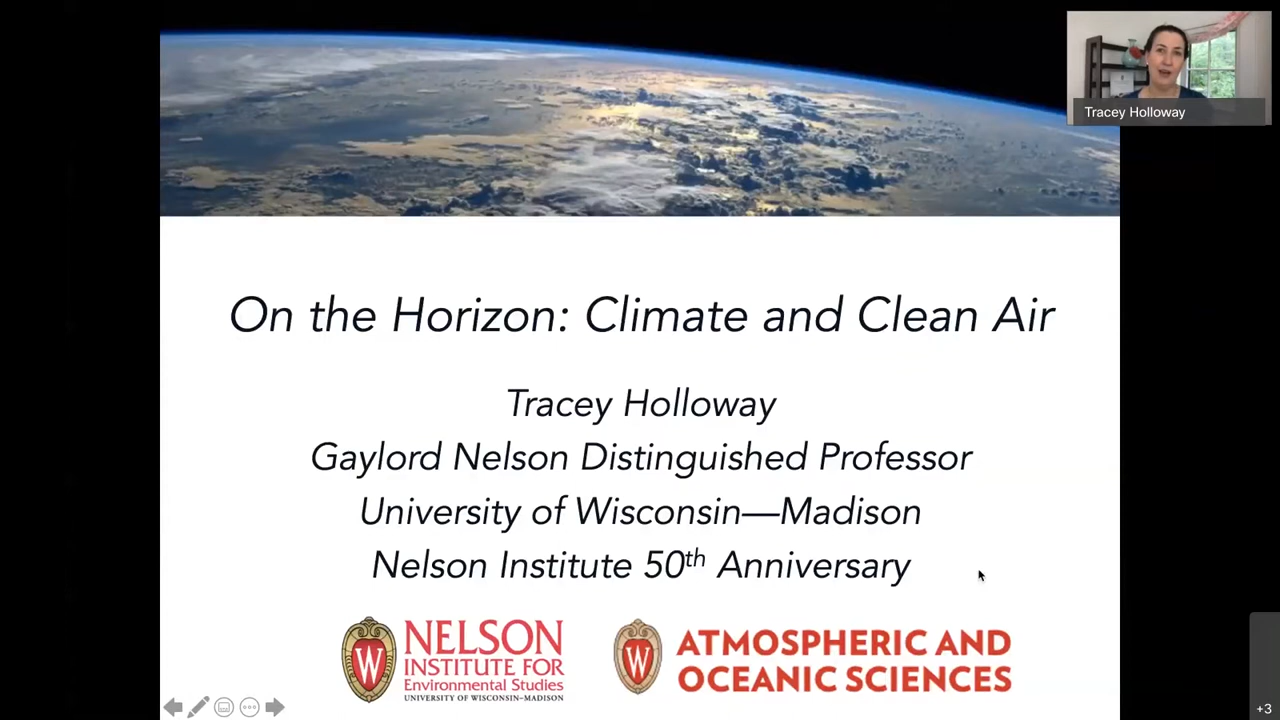 Tracey Holloway
On the Horizon: Climate and Clean Air
Tracey Holloway
Gaylord Nelson Distinguished Professor
University of Wisconsin—Madison
Nelson Institute 50th Anniversary
W NELSON
INSTITUTE FOR
Environmental Studies
UNIVERSITY OF WISCONSIN–MADISON
W ATMOSPHERIC AND
OCEANIC SCIENCES
+3